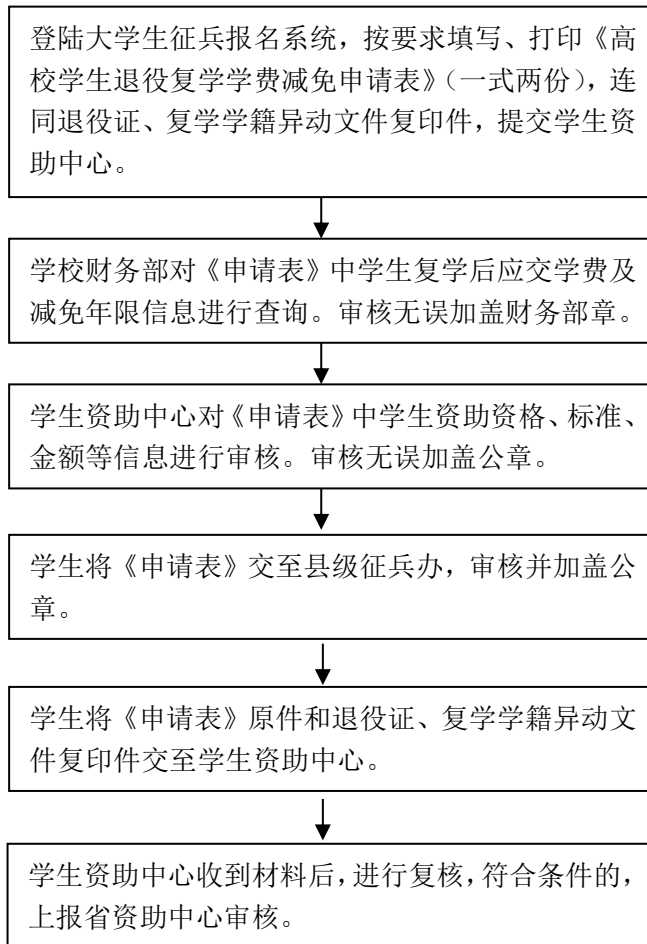 登陆大学生征兵报名系统，按要求填写、打印《高
校学生退役复学学费减免申请表》（一式两份），连
同退役证、复学学籍异动文件复印件，提交学生资
助中心。
学校财务部对《申请表》中学生复学后应交学费及
减免年限信息进行查询。审核无误加盖财务部章。
学生资助中心对《申请表》中学生资助资格、标准、
金额等信息进行审核。审核无误加盖公章。
学生将《申请表》交至县级征兵办，审核并加盖公
章。
学生将《申请表》原件和退役证、复学学籍异动文
件复印件交至学生资助中心。
学生资助中心收到材料后，进行复核，符合条件的，
上报省资助中心审核。